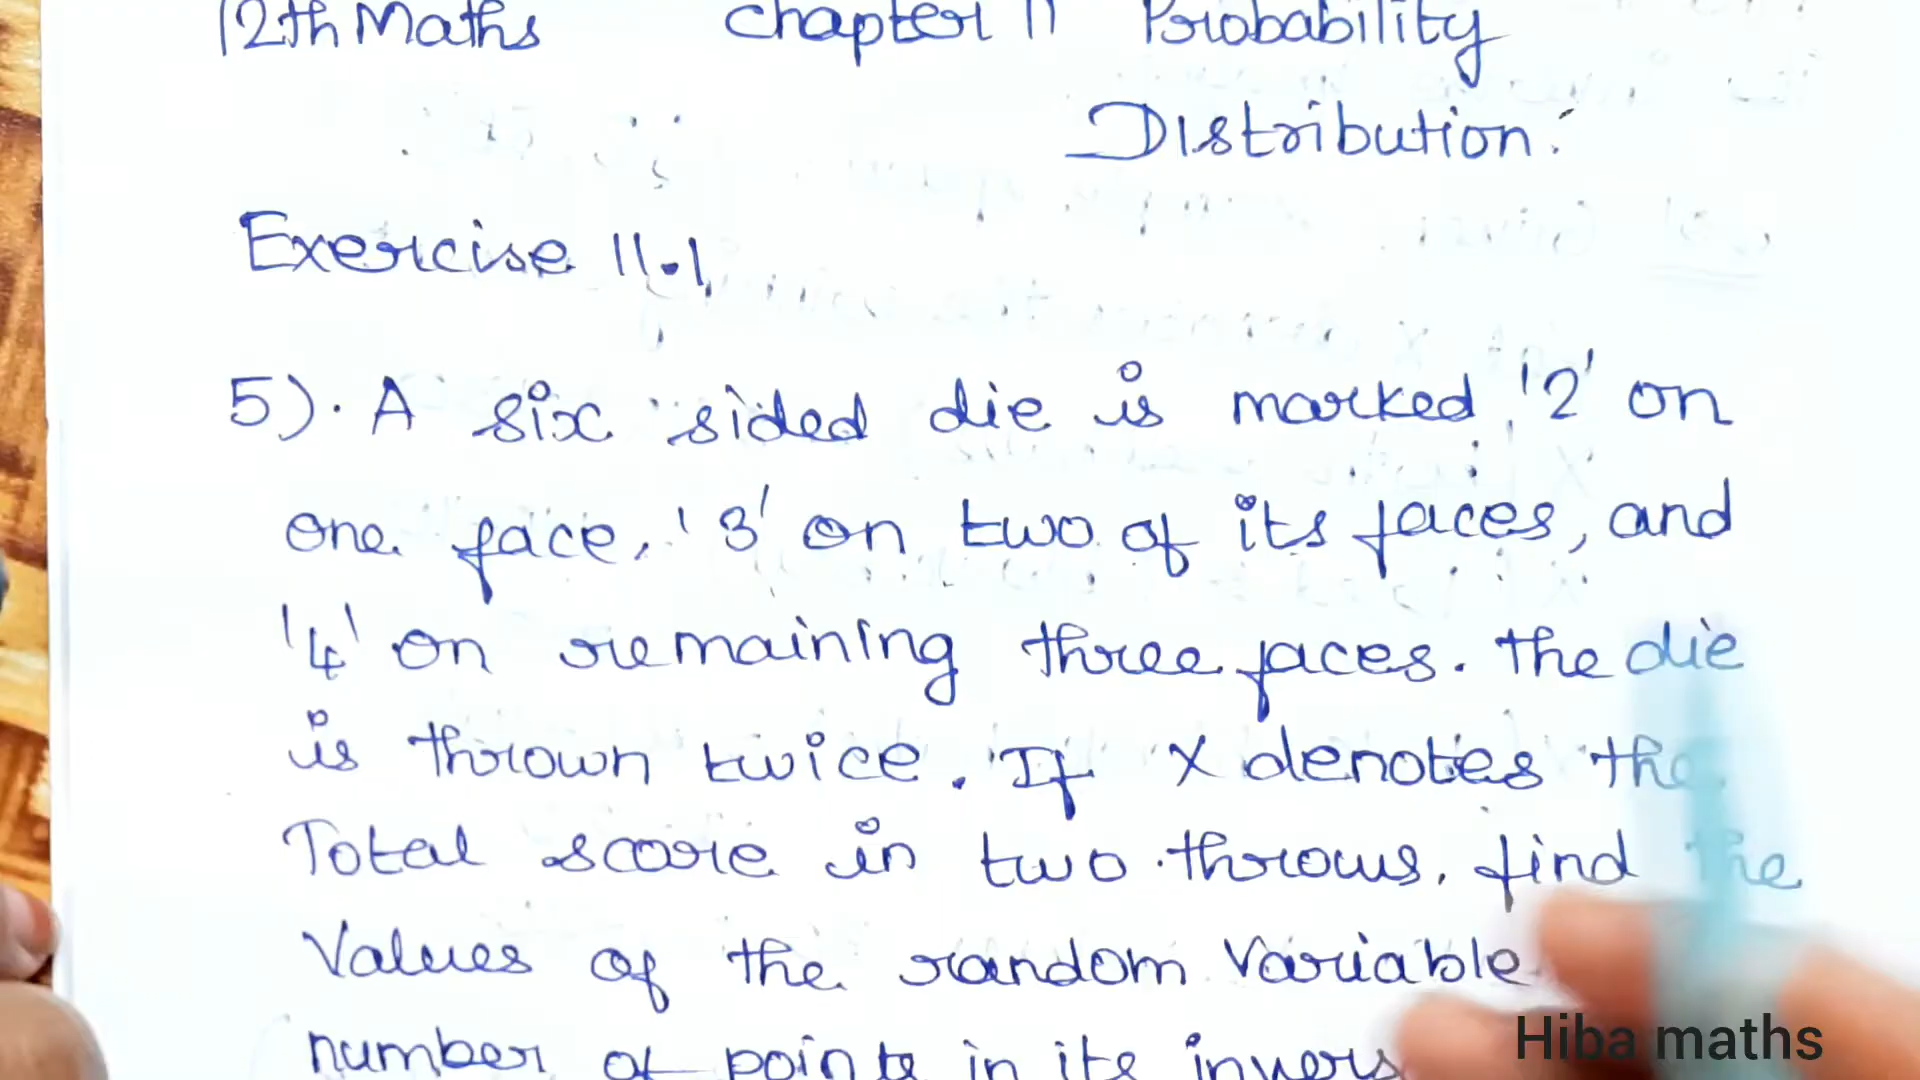 12th Maths Chapter 11 Probability
Distribution:
Exercise 11.1
5). A six sided die is marked '2' on
one face, '3' on two of its faces, and
'4' on remaining three faces. The die
is thrown twice. If X denotes the
Total score in two throws, find the
Values of the random variable
number of points in its invers
Hiba maths